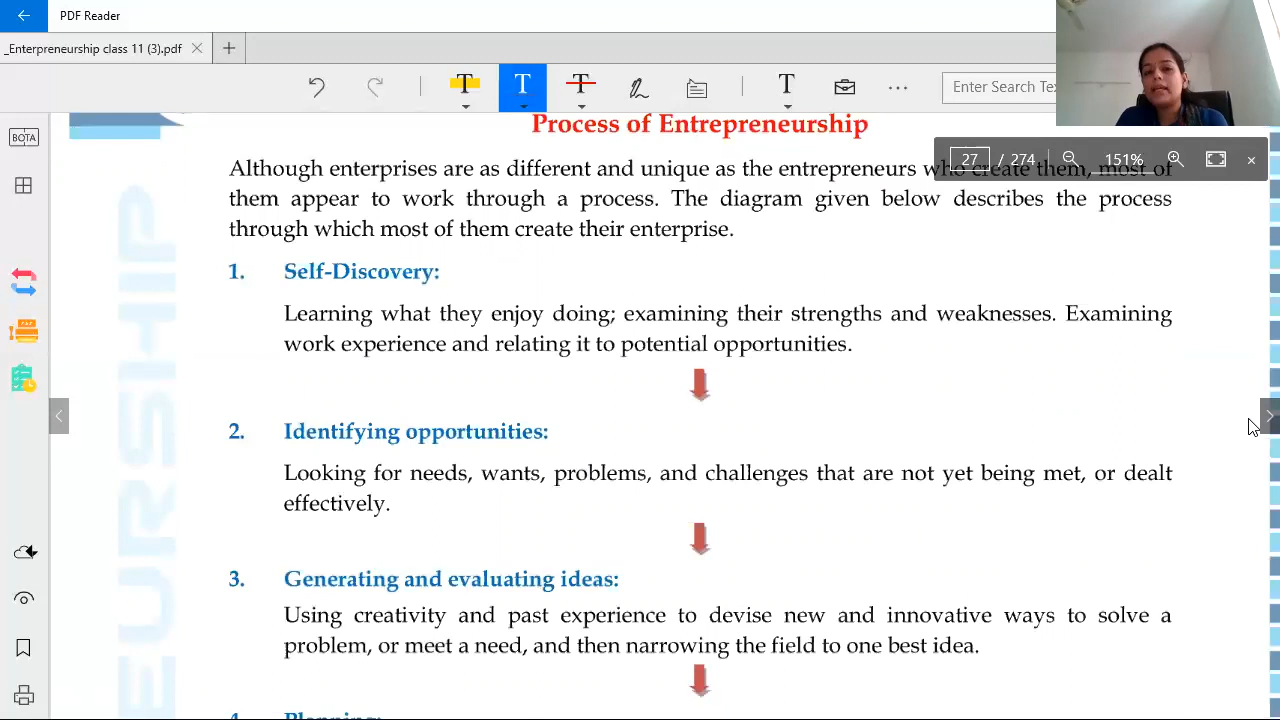 PDF Reader
_Enterpreneurship class 11 (3).pdf
Enter Search Te
BOTA
27 / 274
151%
Process of Entrepreneurship
Although enterprises are as different and unique as the entrepreneurs who create them, most of
them appear to work through a process. The diagram given below describes the process
through which most of them create their enterprise.
1. Self-Discovery:
Learning what they enjoy doing; examining their strengths and weaknesses. Examining
work experience and relating it to potential opportunities.
2. Identifying opportunities:
Looking for needs, wants, problems, and challenges that are not yet being met, or dealt
effectively.
3. Generating and evaluating ideas:
Using creativity and past experience to devise new and innovative ways to solve a
problem, or meet a need, and then narrowing the field to one best idea.
4. Planning:
EURSHIP